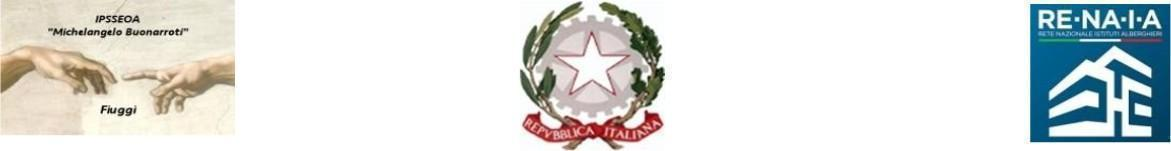 IPSSEOA
"Michelangelo Buonarroti"
Fiuggi
REPVBBLICA ITALIANA
RE·NA·I·A
RETE NAZIONALE ISTITUTI ALBERGHIERI